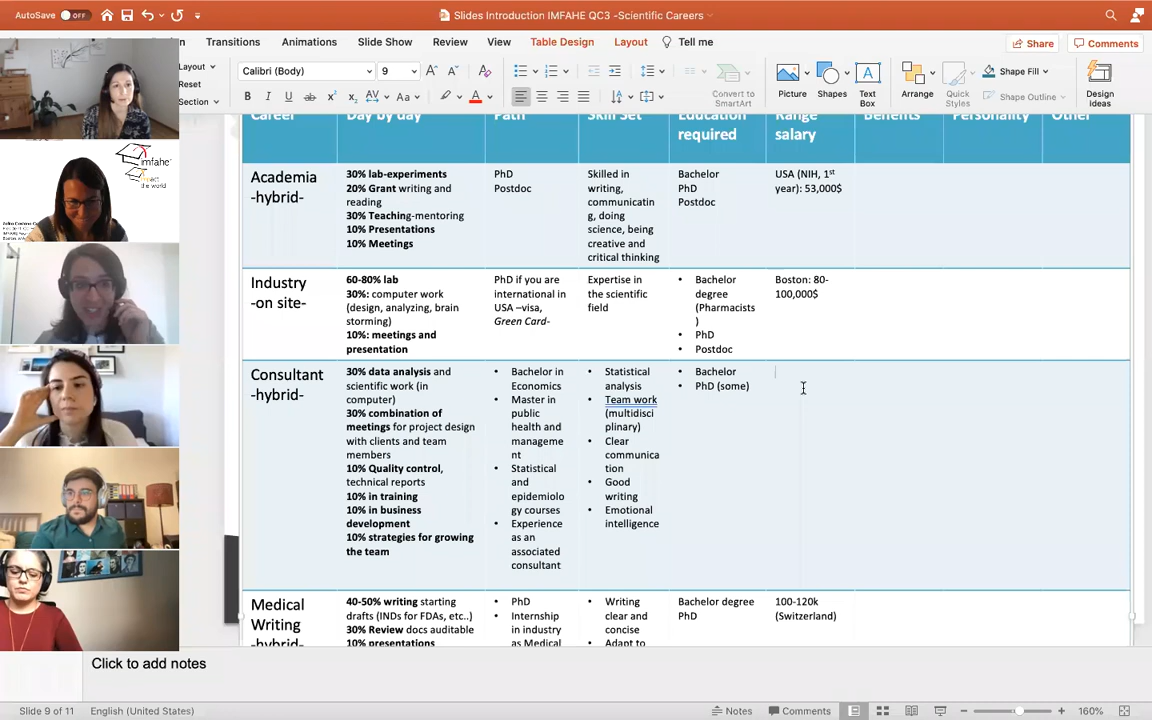 AutoSave OFF
Slides Introduction IMFAHE QC3 -Scientific Careers
Transitions Animations Slide Show Review View Table Design Layout Tell me
Share Comments
Layout
Reset
Section
Calibri (Body) 9
Convert to
SmartArt
Picture
Shapes
Text
Box
Arrange
Quick
Styles
Shape Fill
Shape Outline
Design
Ideas
imfahe
the world
Career Day by day Path Skill Set Education
required
Range
salary
Benefits Personality Other
Academia
-hybrid-
30% lab-experiments
20% Grant writing and
reading
30% Teaching-mentoring
10% Presentations
10% Meetings
PhD
Postdoc
Skilled in
writing,
communicatin
g, doing
science, being
creative and
critical thinking
Bachelor
PhD
Postdoc
USA (NIH, 1st
year): 53,000$
Industry
-on site-
60-80% lab
30%: computer work
(design, analyzing, brain
storming)
10%: meetings and
presentation
PhD if you are
international in
USA –visa,
Green Card-
Expertise in
the scientific
field
• Bachelor
degree
(Pharmacists
)
• PhD
• Postdoc
Boston: 80-
100,000$
Consultant
-hybrid-
30% data analysis and
scientific work (in
computer)
30% combination of
meetings for project design
with clients and team
members
10% Quality control,
technical reports
10% in training
10% in business
development
10% strategies for growing
the team
• Bachelor in
Economics
• Master in
public
health and
manageme
nt
• Statistical
and
epidemiolo
gy courses
• Experience
as an
associated
consultant
• Statistical
analysis
• Team work
(multidisci
plinary)
• Clear
communica
tion
• Good
writing
• Emotional
intelligence
• Bachelor
• PhD (some)
Medical
Writing
-hybrid-
40-50% writing starting
drafts (INDs for FDAs, etc..)
30% Review docs auditable
10% presentations
• PhD
• Internship
in industry
as Medical
• Writing
clear and
concise
• Adapt to
Bachelor degree
PhD
100-120k
(Switzerland)
Click to add notes
Slide 9 of 11 English (United States) Notes Comments 160%